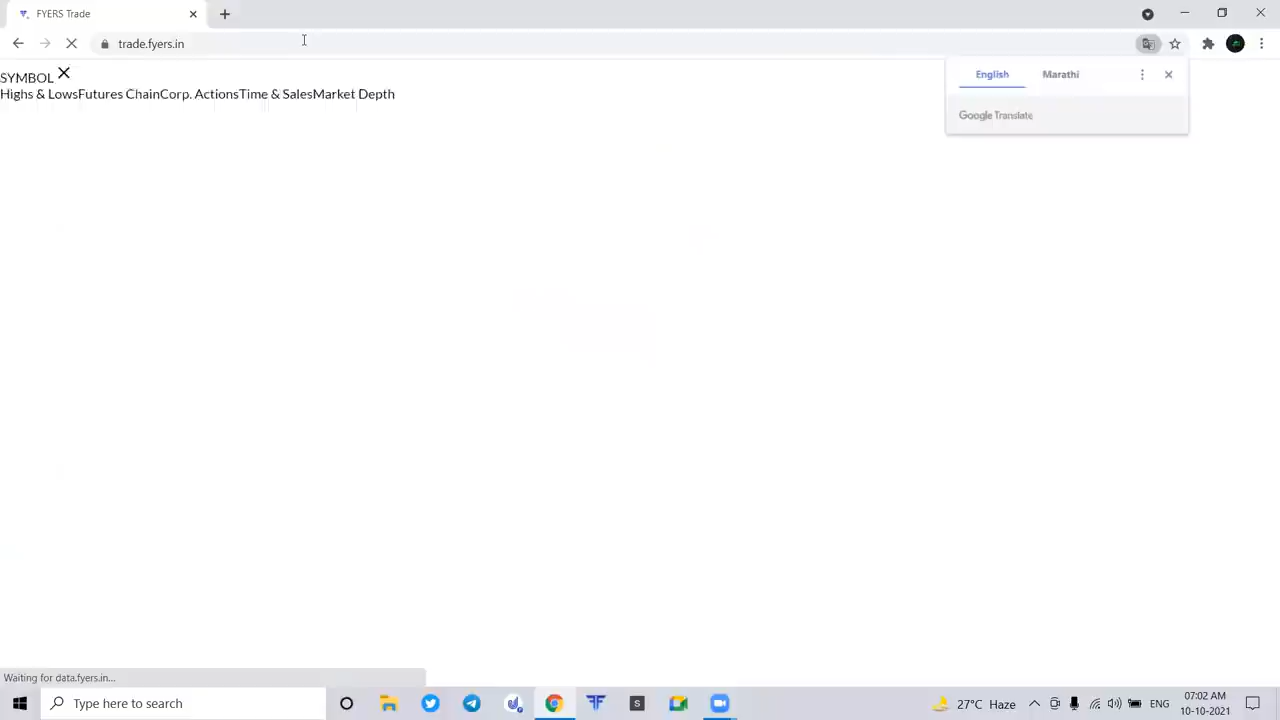 FYERS Trade
trade.fyers.in
English Marathi
Google Translate
SYMBOL
Highs & LowsFutures ChainCorp. ActionsTime & SalesMarket Depth
Waiting for data.fyers.in...
Type here to search
S
27°C Haze
ENG
07:02 AM
10-10-2021